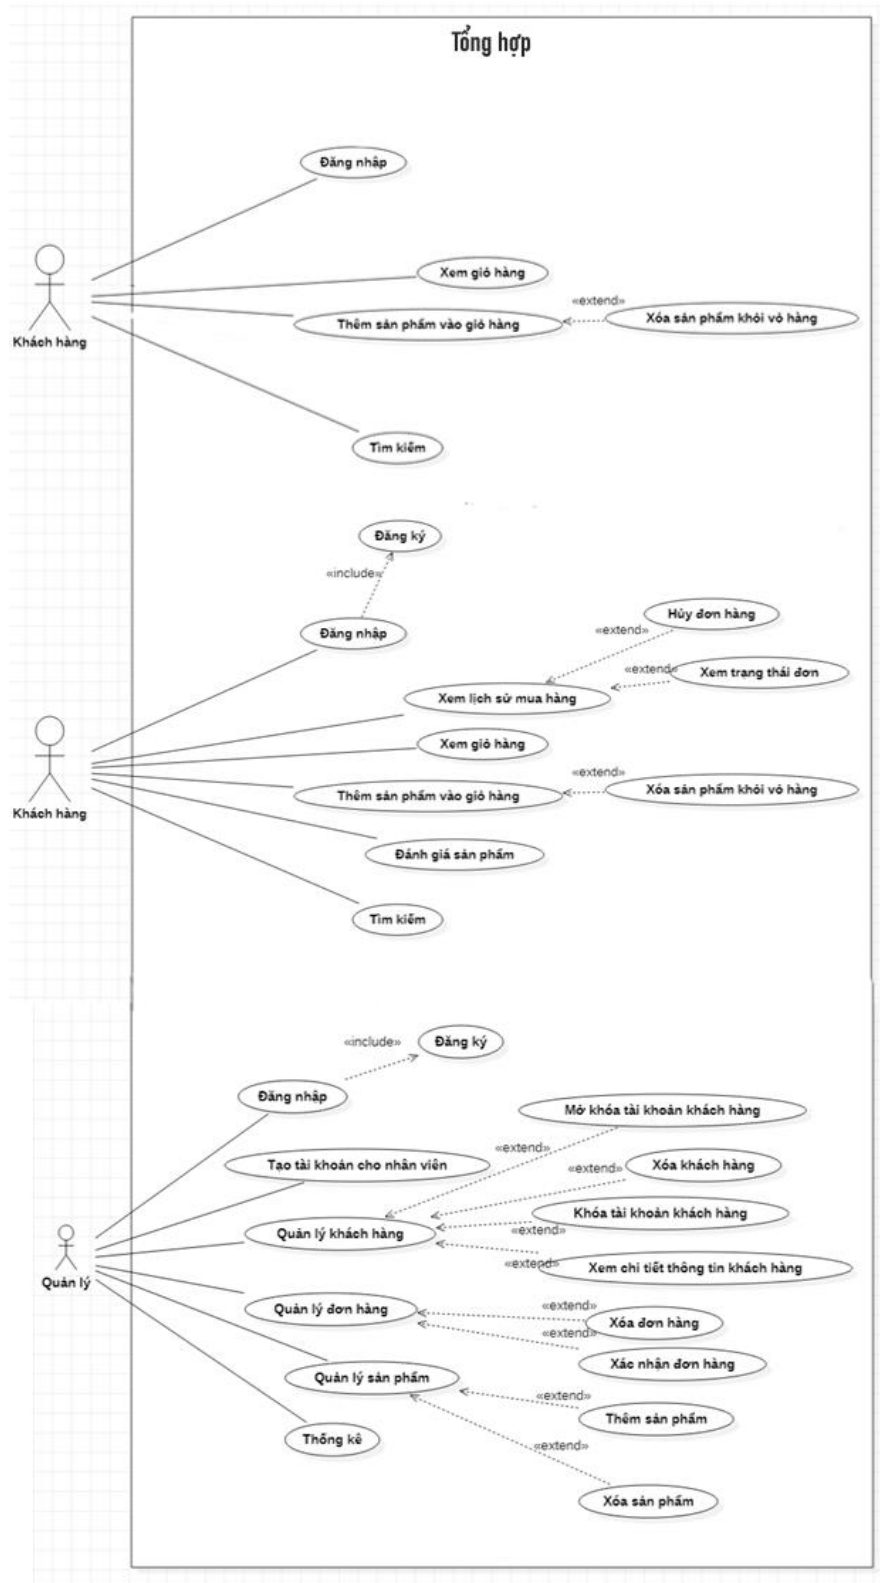 Tổng hợp
Đăng nhập
Xem giỏ hàng
«extend»
Thêm sản phẩm vào giỏ hàng
Xóa sản phẩm khỏi vỏ hàng
Khách hàng
Tìm kiếm
Đăng ký
«include»
Đăng nhập
Hủy đơn hàng
«extend»
«extend»
Xem trạng thái đơn
Xem lịch sử mua hàng
Xem giỏ hàng
«extend»
Thêm sản phẩm vào giỏ hàng
Xóa sản phẩm khỏi vỏ hàng
Khách hàng
Đánh giá sản phẩm
Tìm kiếm
«include»
Đăng ký
Đăng nhập
Mở khóa tài khoản khách hàng
«extend»
Tạo tài khoản cho nhân viên
«extend»
Xóa khách hàng
Khóa tài khoản khách hàng
«extend»
Quản lý khách hàng
«extend»
Xem chi tiết thông tin khách hàng
Quản lý
Quản lý đơn hàng
«extend»
Xóa đơn hàng
«extend»
Xác nhận đơn hàng
Quản lý sản phẩm
«extend»
Thêm sản phẩm
Thống kê
«extend»
Xóa sản phẩm